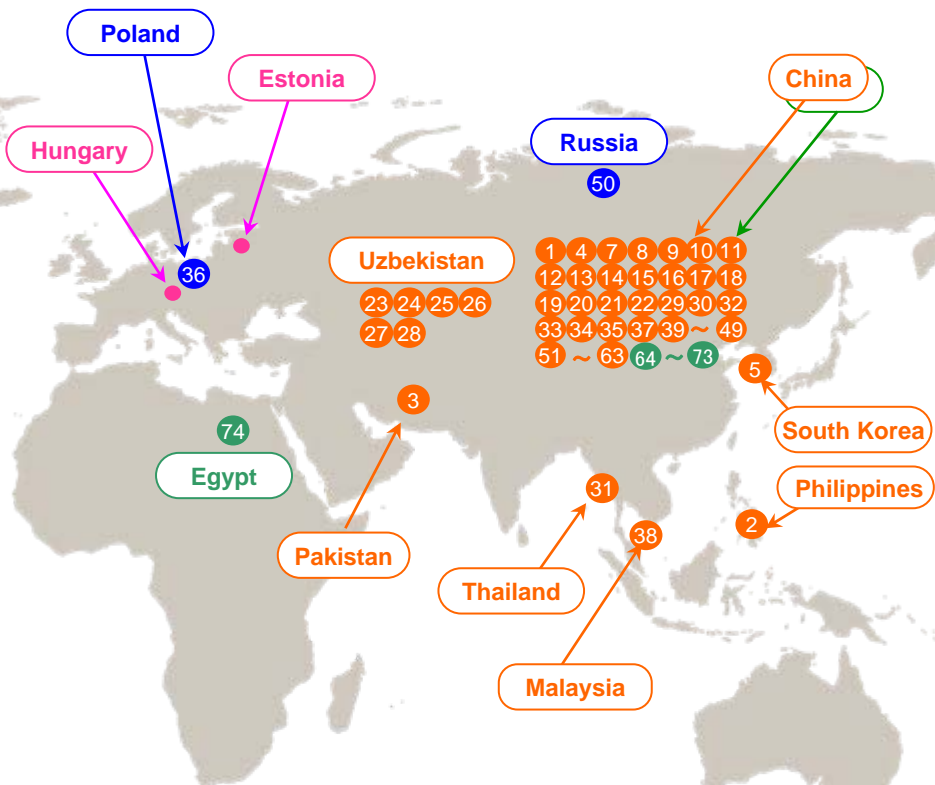 Poland
Estonia
China
Hungary
Russia
50
Uzbekistan
1 4 7 8 9 10 11
12 13 14 15 16 17 18
19 20 21 22 29 30 32
33 34 35 37 39 ~ 49
51 ~ 63 64 ~ 73
36
23 24 25 26
27 28
5
3
South Korea
74
Egypt
31
Philippines
2
38
Pakistan
Thailand
Malaysia